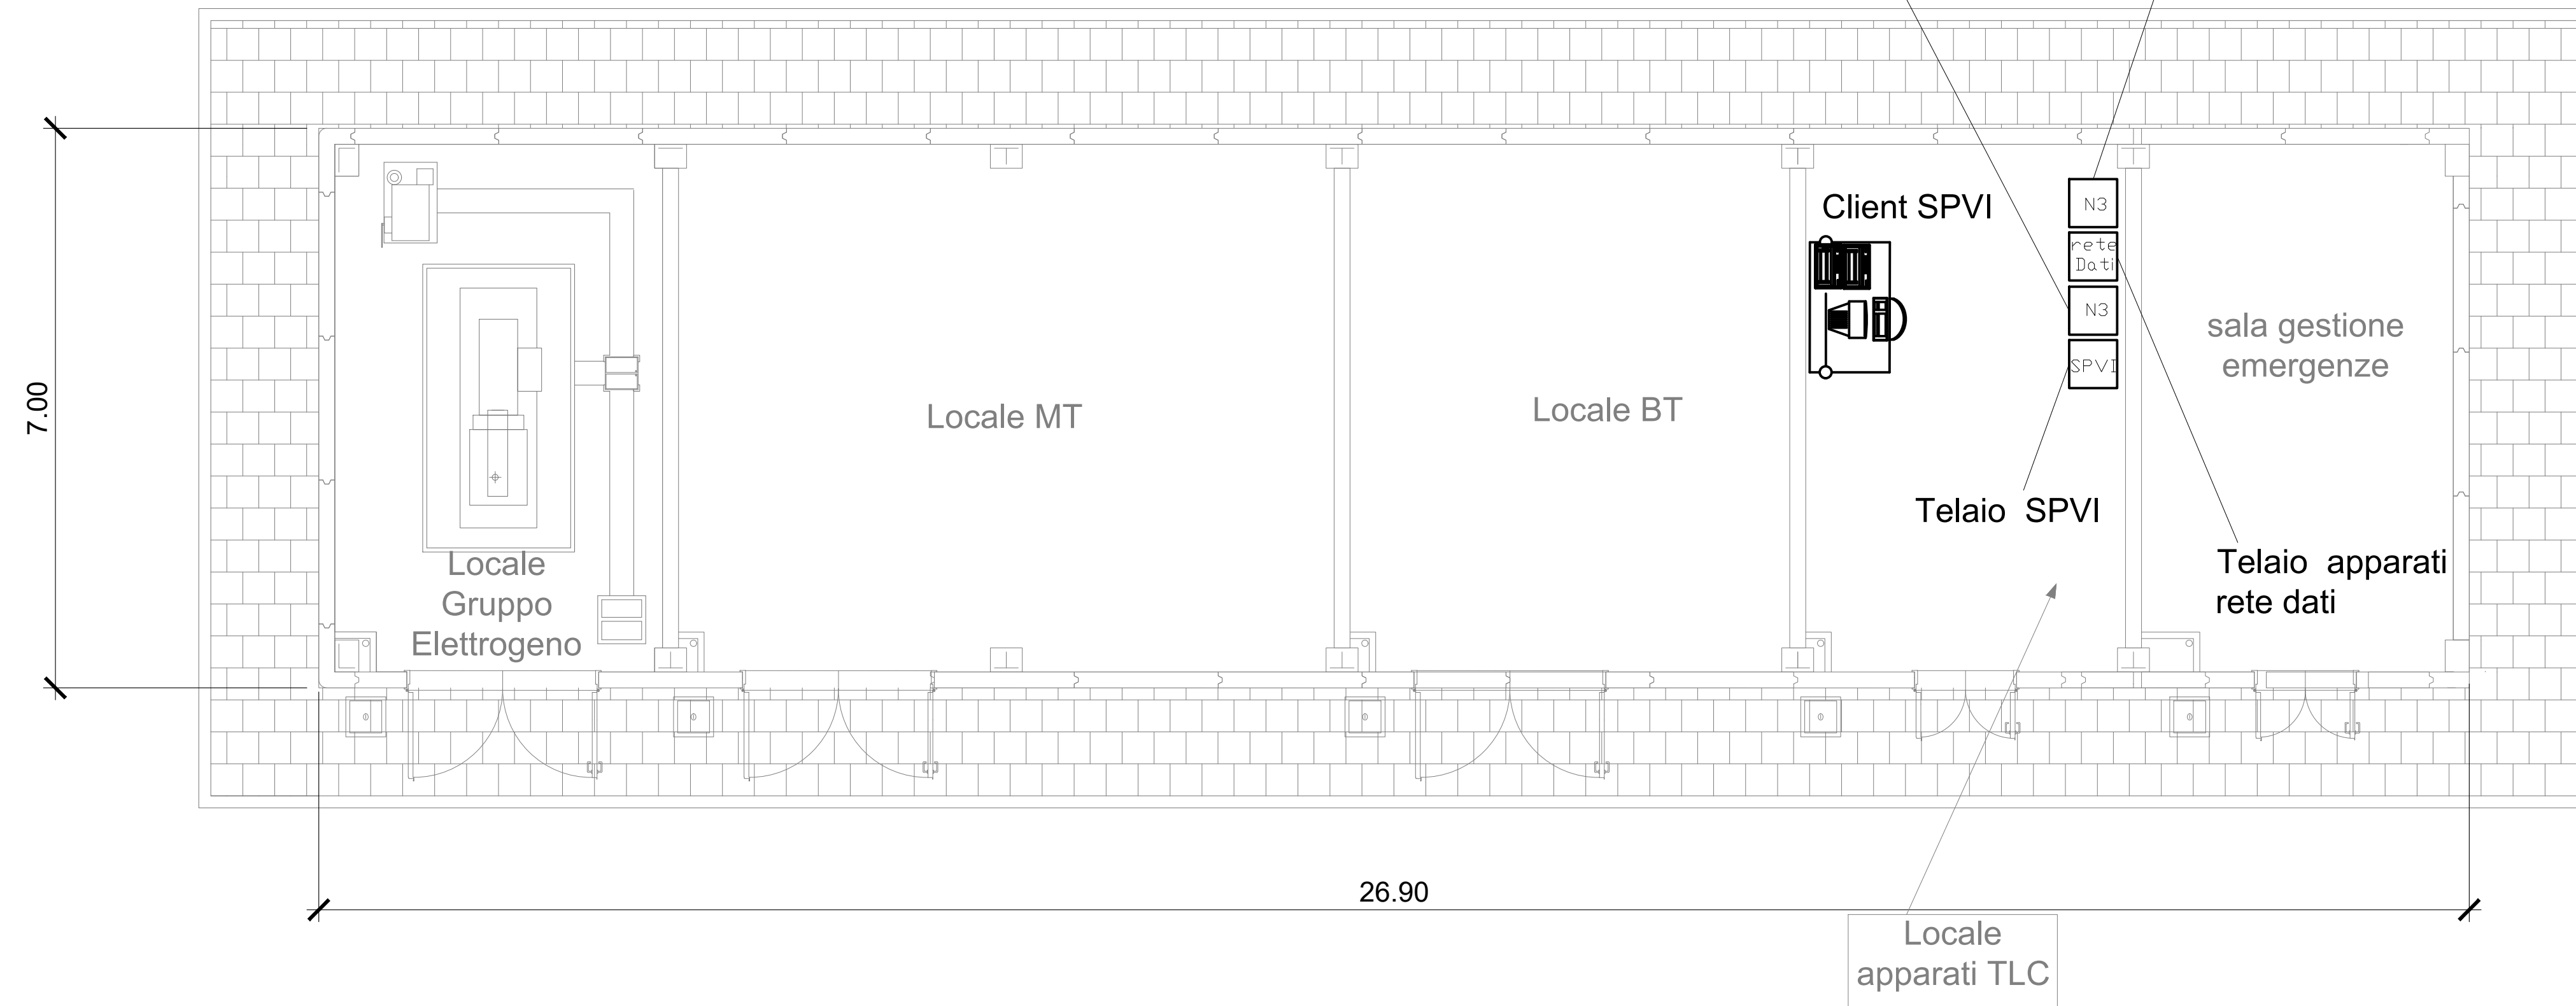 Client SPVI
N3
rete
Dati
N3
SPVI
sala gestione
emergenze
7.00
Locale MT
Locale BT
Telaio SPVI
Locale
Gruppo
Elettrogeno
Telaio apparati
rete dati
26.90
Locale
apparati TLC